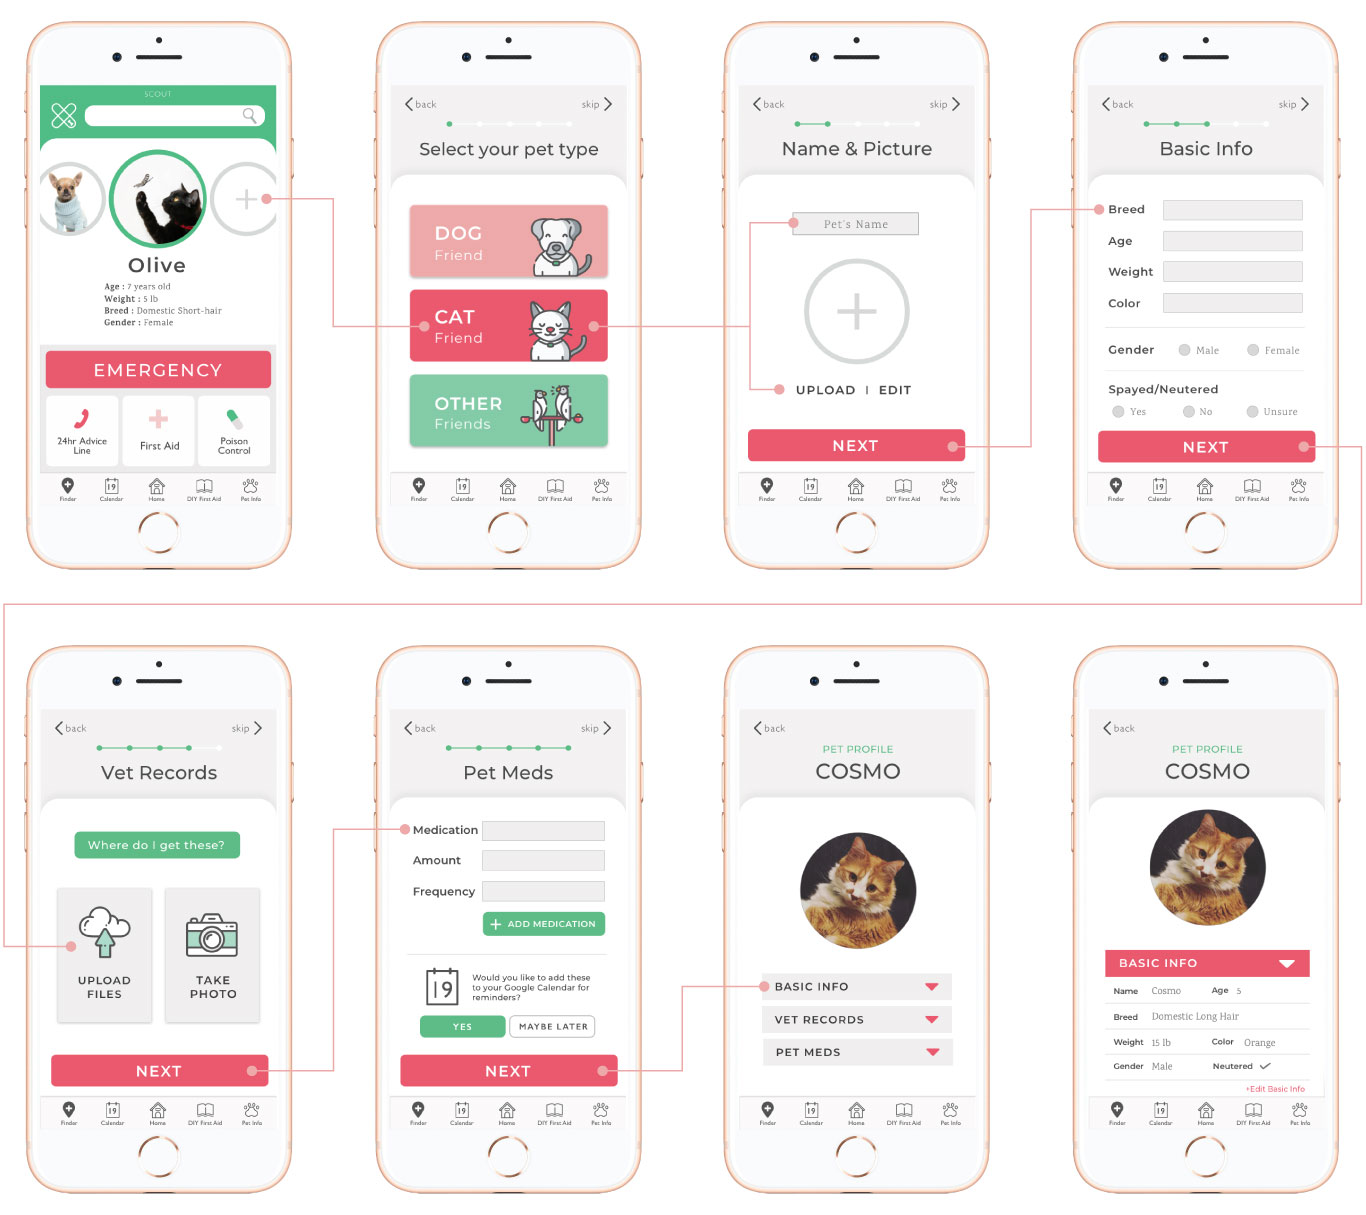 SCOUT
Olive
Age : 7 years old
Weight : 5 lb
Breed : Domestic Short-hair
Gender : Female
EMERGENCY
24hr Advice
Line
First Aid
Poison
Control
Finder
Calendar
Home
DIY First Aid
Pet Info
back
skip
Select your pet type
DOG
Friend
CAT
Friend
OTHER
Friends
19
Finder
Calendar
Home
DIY First Aid
Pet Info
back
skip
Name & Picture
Pet's Name
UPLOAD | EDIT
NEXT
19
Finder
Calendar
Home
DIY First Aid
Pet Info
back
skip
Basic Info
Breed
Age
Weight
Color
Gender
Male
Female
Spayed/Neutered
Yes
No
Unsure
NEXT
19
Finder
Calendar
Home
DIY First Aid
Pet Info
back
skip
Vet Records
Where do I get these?
UPLOAD
FILES
TAKE
PHOTO
NEXT
19
Finder
Calendar
Home
DIY First Aid
Pet Info
back
skip
Pet Meds
Medication
Amount
Frequency
+ ADD MEDICATION
19
Would you like to add these
to your Google Calendar for
reminders?
YES
MAYBE LATER
NEXT
19
Finder
Calendar
Home
DIY First Aid
Pet Info
back
PET PROFILE
COSMO
BASIC INFO
VET RECORDS
PET MEDS
19
Finder
Calendar
Home
DIY First Aid
Pet Info
back
PET PROFILE
COSMO
BASIC INFO
Name Cosmo Age 5
Breed Domestic Long Hair
Weight 15 lb Color Orange
Gender Male Neutered ✓
+Edit Basic Info
19
Finder
Calendar
Home
DIY First Aid
Pet Info